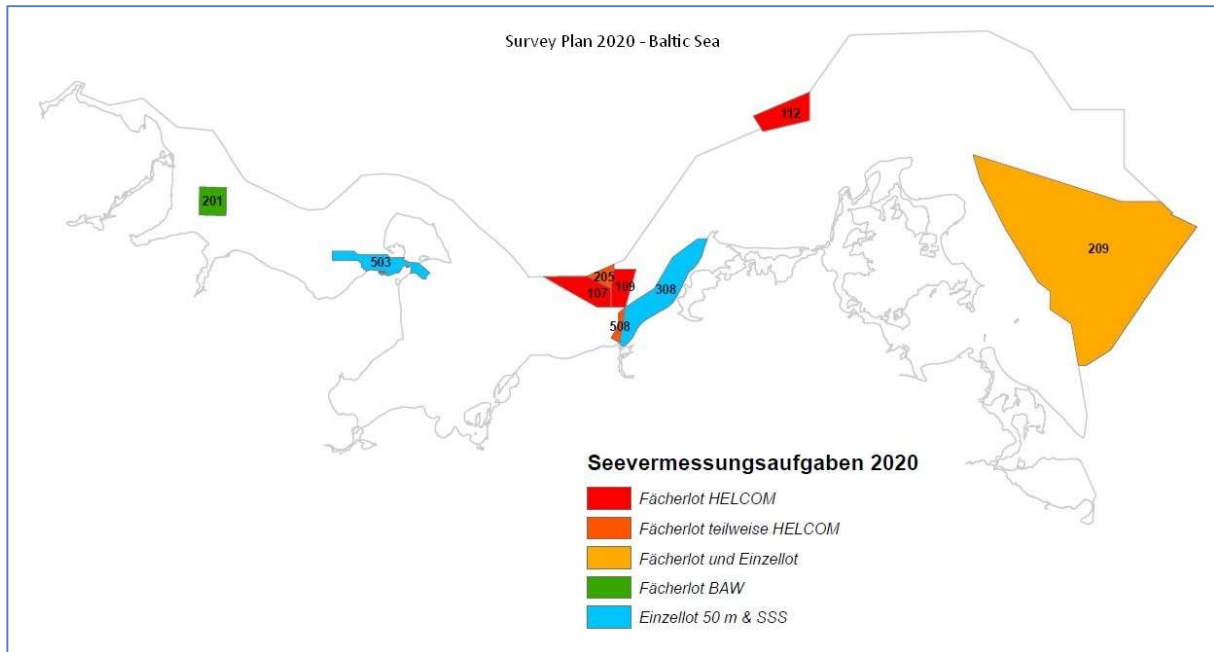 Survey Plan 2020 - Baltic Sea
112
201
209
503
205
109
107
308
508
Seevermessungsaufgaben 2020
Fächerlot HELCOM
Fächerlot teilweise HELCOM
Fächerlot und Einzellot
Fächerlot BAW
Einzellot 50 m & SSS